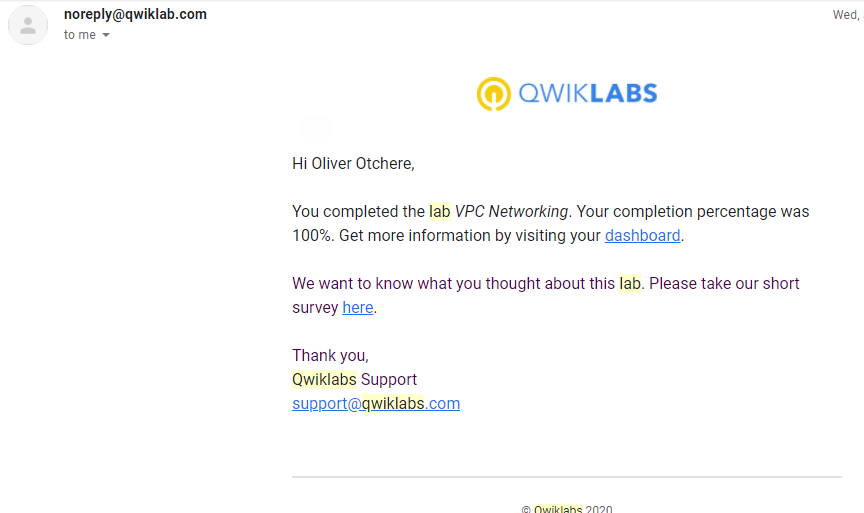 noreply@qwiklab.com
Wed,
to me
QWIKLABS
Hi Oliver Otchere,
You completed the lab VPC Networking. Your completion percentage was
100%. Get more information by visiting your dashboard.
We want to know what you thought about this lab. Please take our short
survey here.
Thank you,
Qwiklabs Support
support@qwiklabs.com
© Qwiklabs 2020